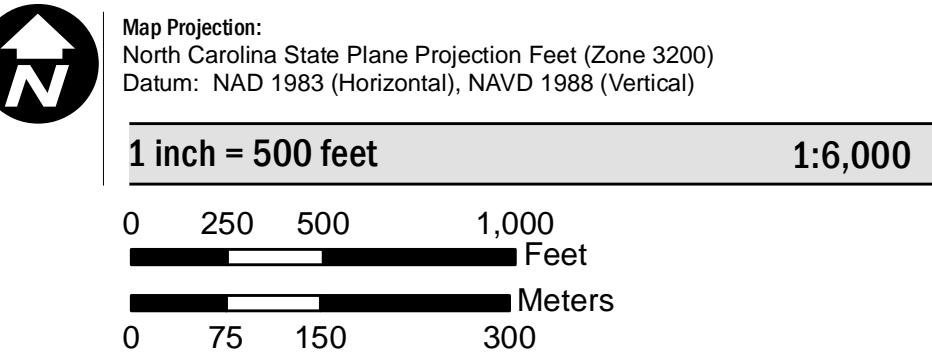 N
Map Projection:
North Carolina State Plane Projection Feet (Zone 3200)
Datum: NAD 1983 (Horizontal), NAVD 1988 (Vertical)
1 inch = 500 feet 1:6,000
0 250 500 1,000
Feet
Meters
0 75 150 300